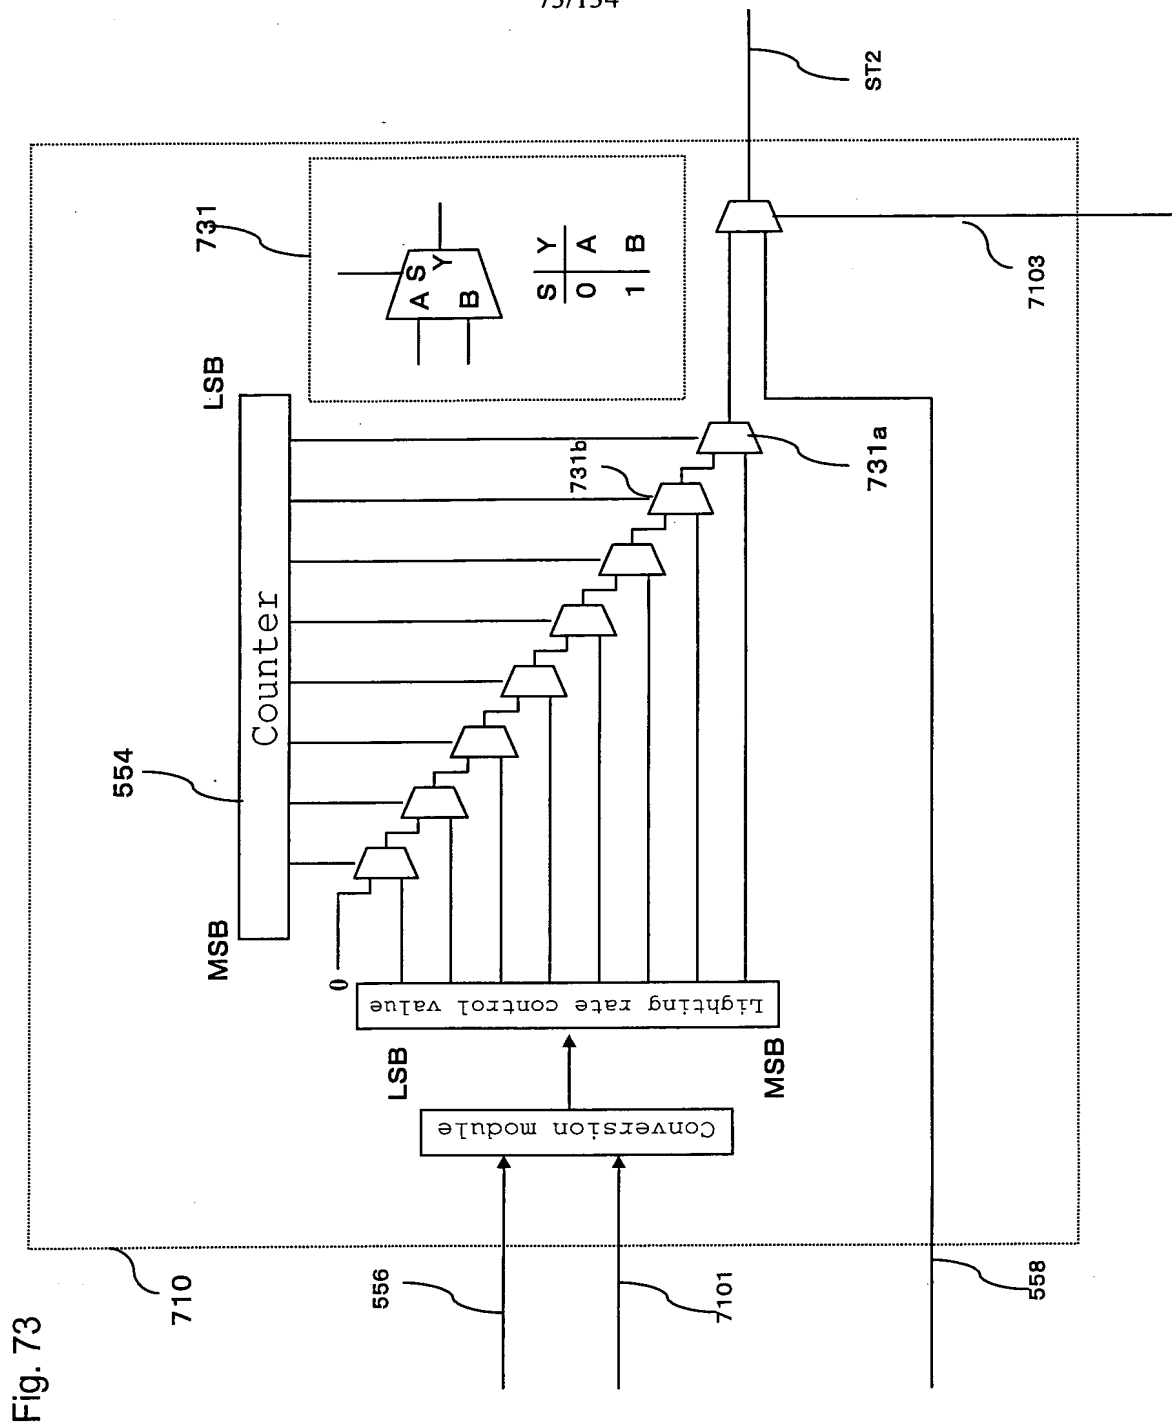 73/134
Fig. 73
710
556
7101
558
Conversion module
LSB
MSB
Lighting rate control value
0
MSB
LSB
554
Counter
731b
731a
731
A
B
S
Y
S Y
0 A
1 B
7103
ST2